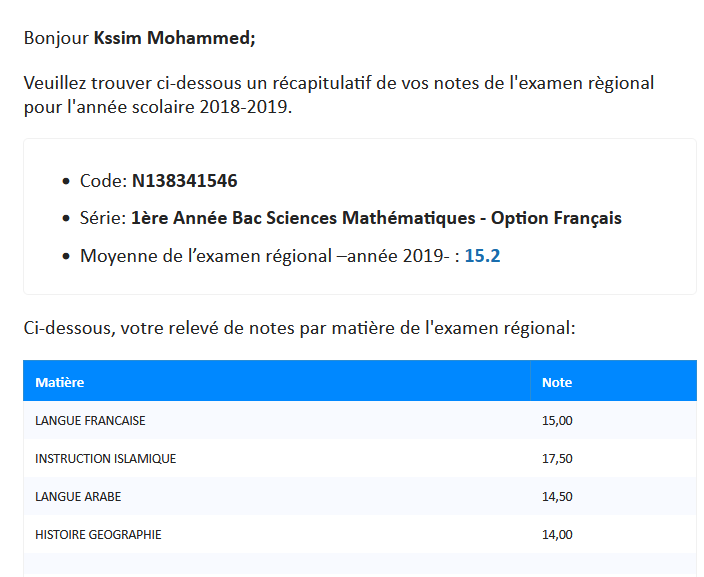 Bonjour Kssim Mohammed;
Veuillez trouver ci-dessous un récapitulatif de vos notes de l'examen règional
pour l'année scolaire 2018-2019.
• Code: N138341546
• Série: 1ère Année Bac Sciences Mathématiques - Option Français
• Moyenne de l’examen régional –année 2019- : 15.2
Ci-dessous, votre relevé de notes par matière de l'examen régional:
Matière Note
LANGUE FRANCAISE 15,00
INSTRUCTION ISLAMIQUE 17,50
LANGUE ARABE 14,50
HISTOIRE GEOGRAPHIE 14,00